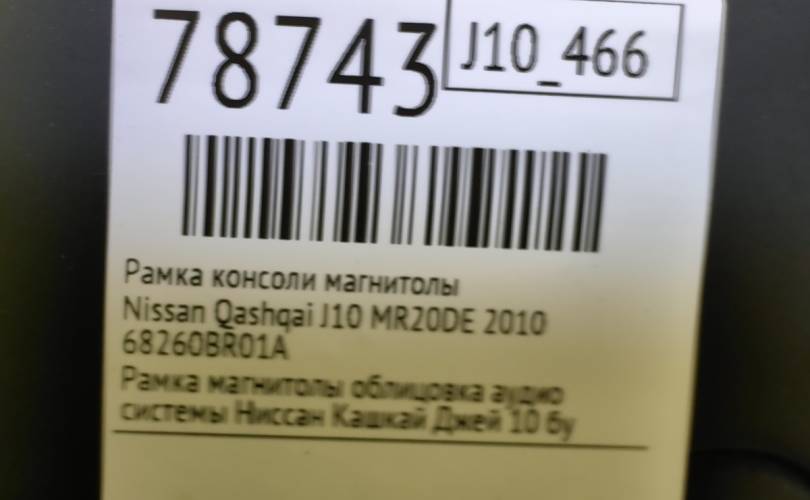 78743
J10_466
Рамка консоли магнитолы
Nissan Qashqai J10 MR20DE 2010
68260BR01A
Рамка магнитолы облицовка аудио
системы Ниссан Кашкай Джей 10 бу